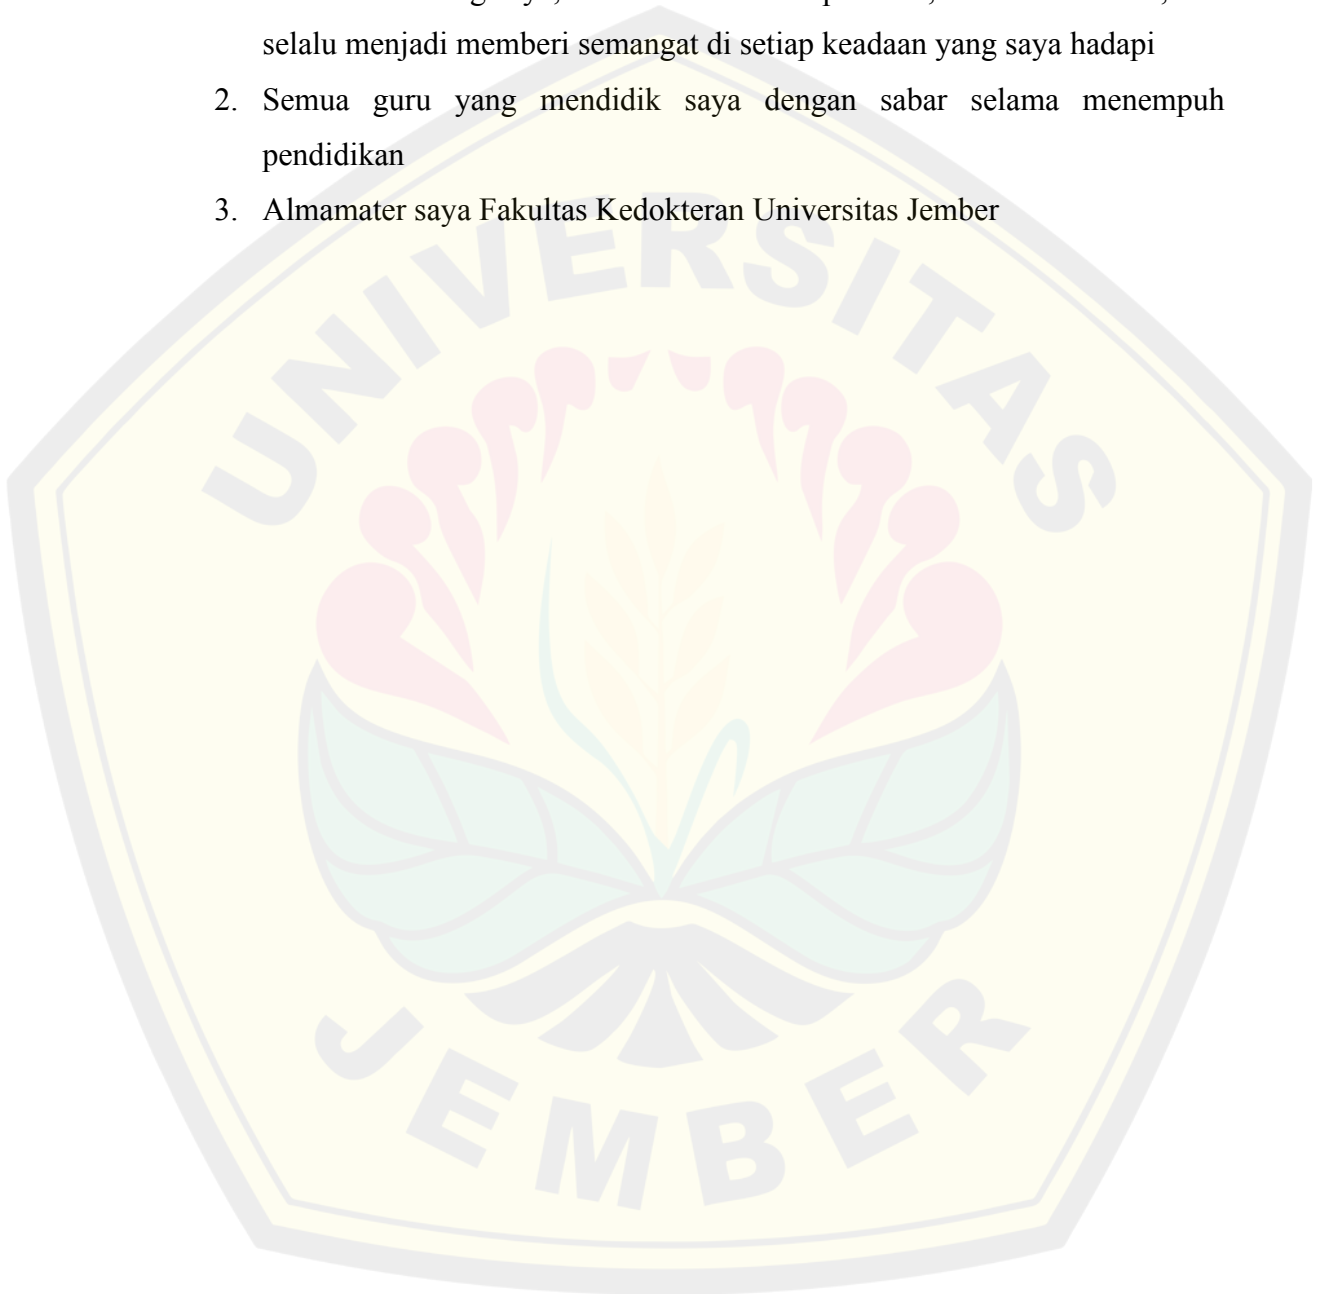 selalu menjadi memberi semangat di setiap keadaan yang saya hadapi
2. Semua guru yang mendidik saya dengan sabar selama menempuh
pendidikan
3. Almamater saya Fakultas Kedokteran Universitas Jember
UNIVERSITAS
JEMBER